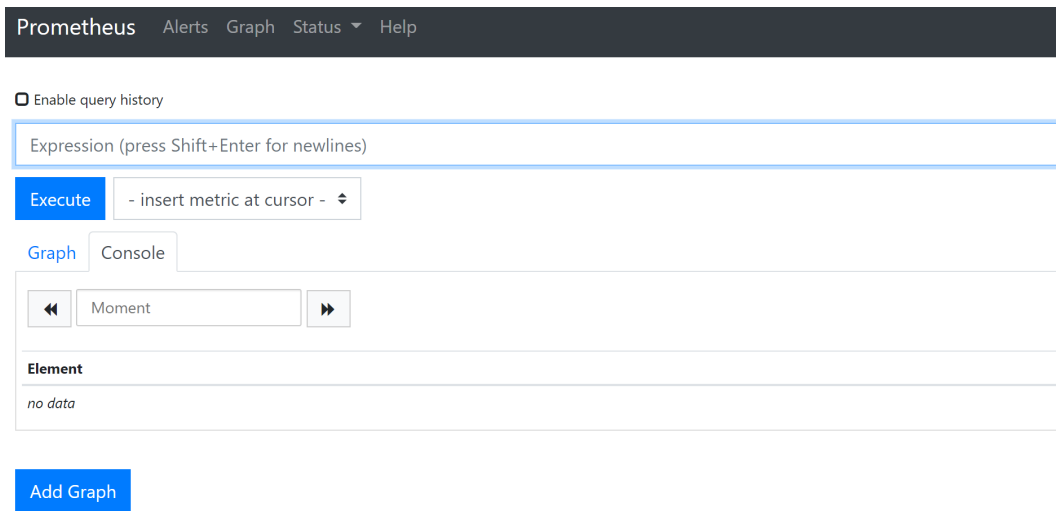 Prometheus Alerts Graph Status Help
Enable query history
Expression (press Shift+Enter for newlines)
Execute - insert metric at cursor -
Graph Console
Moment
Element
no data
Add Graph